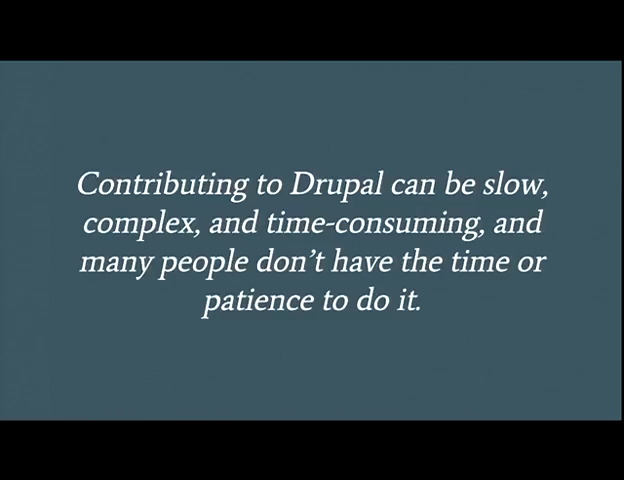 Contributing to Drupal can be slow,
complex, and time-consuming, and
many people don't have the time or
patience to do it.